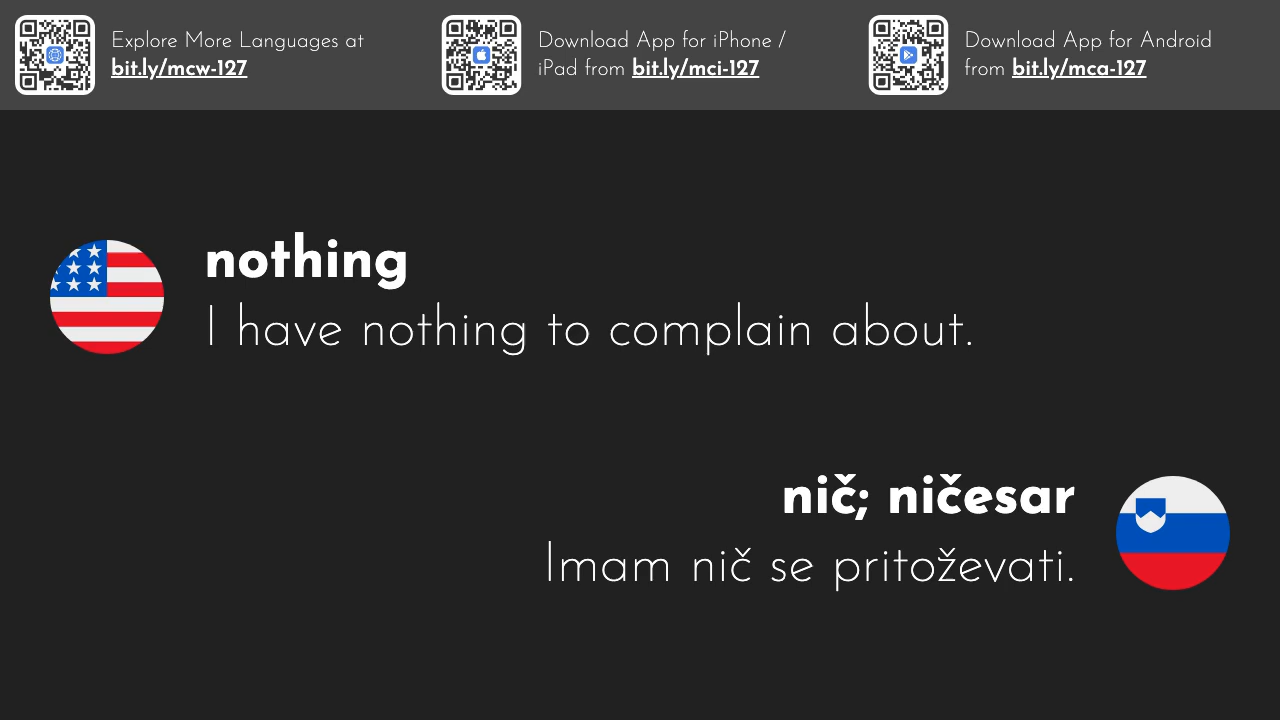 Explore More Languages at
bit.ly/mcw-127
Download App for iPhone /
iPad from bit.ly/mci-127
Download App for Android
from bit.ly/mca-127
nothing
I have nothing to complain about.
nič; ničesar
Imam nič se pritoževati.